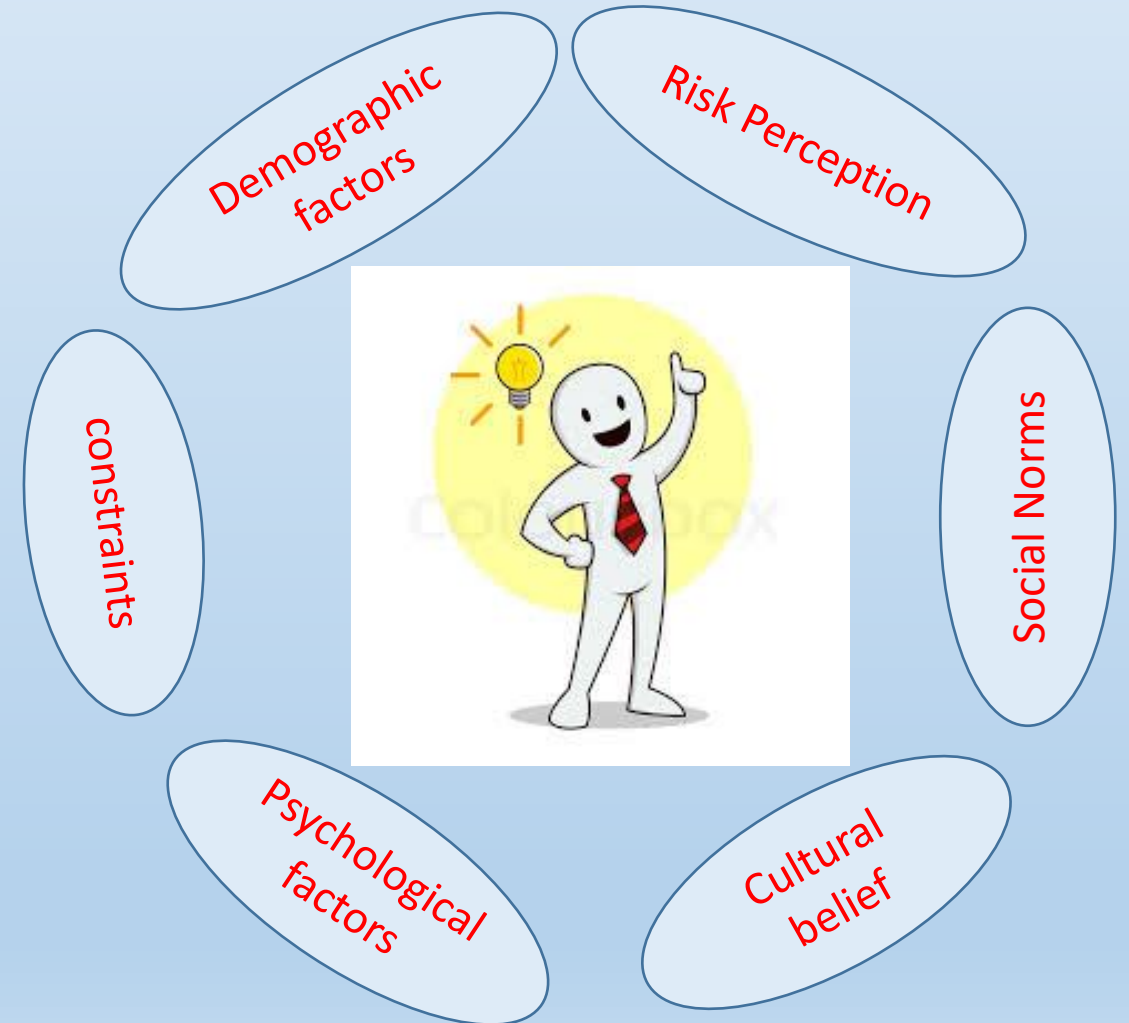 Demographic
factors
Risk Perception
constraints
Social Norms
Psychological
factors
Cultural
belief